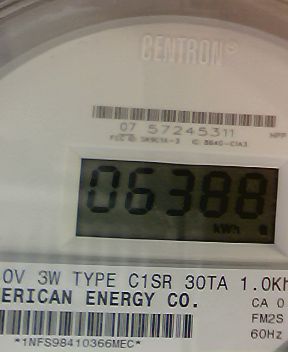 CENTRON®
07 57245311
06388
kWh
0V 3W TYPE C1SR 30TA 1.0Kh
ERICAN ENERGY CO.
CA 0
FM2S
60Hz
*1NFS98410366MEC*